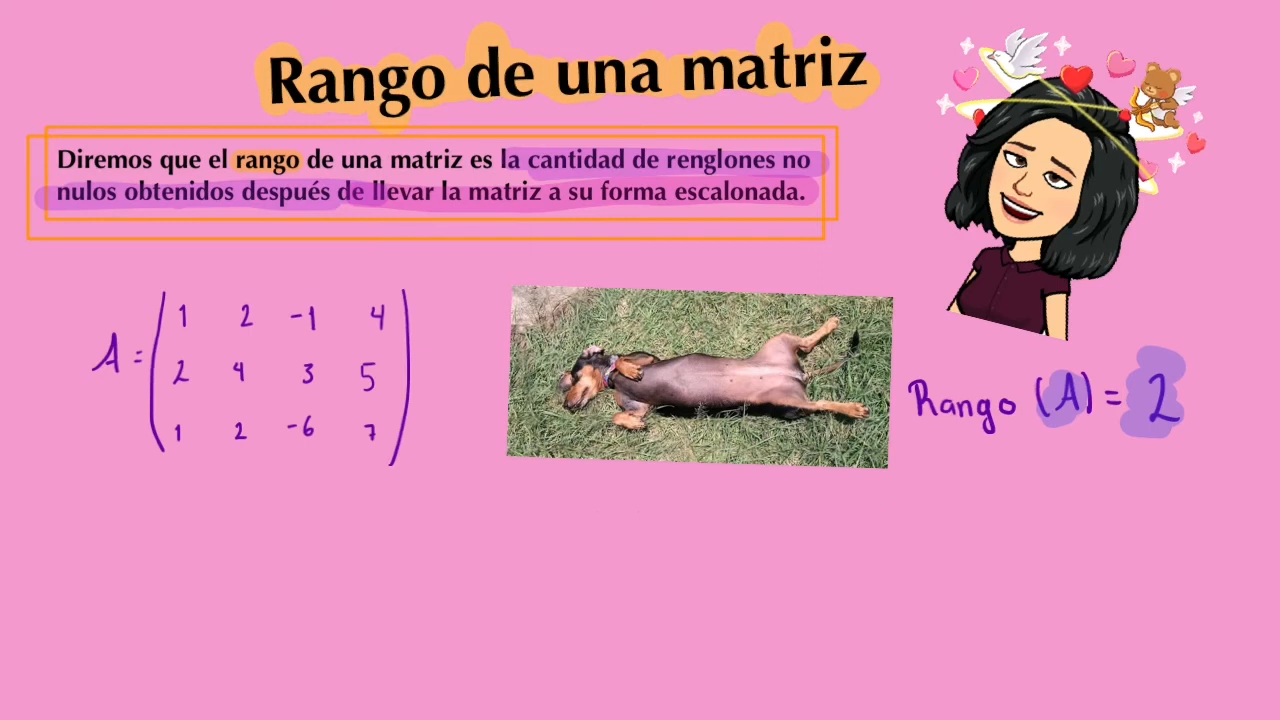 Rango de una matriz
Diremos que el rango de una matriz es la cantidad de renglones no
nulos obtenidos después de llevar la matriz a su forma escalonada.
1 2 -1 4
A = 2 4 3 5
1 2 -6 7
Rango (A) = 2